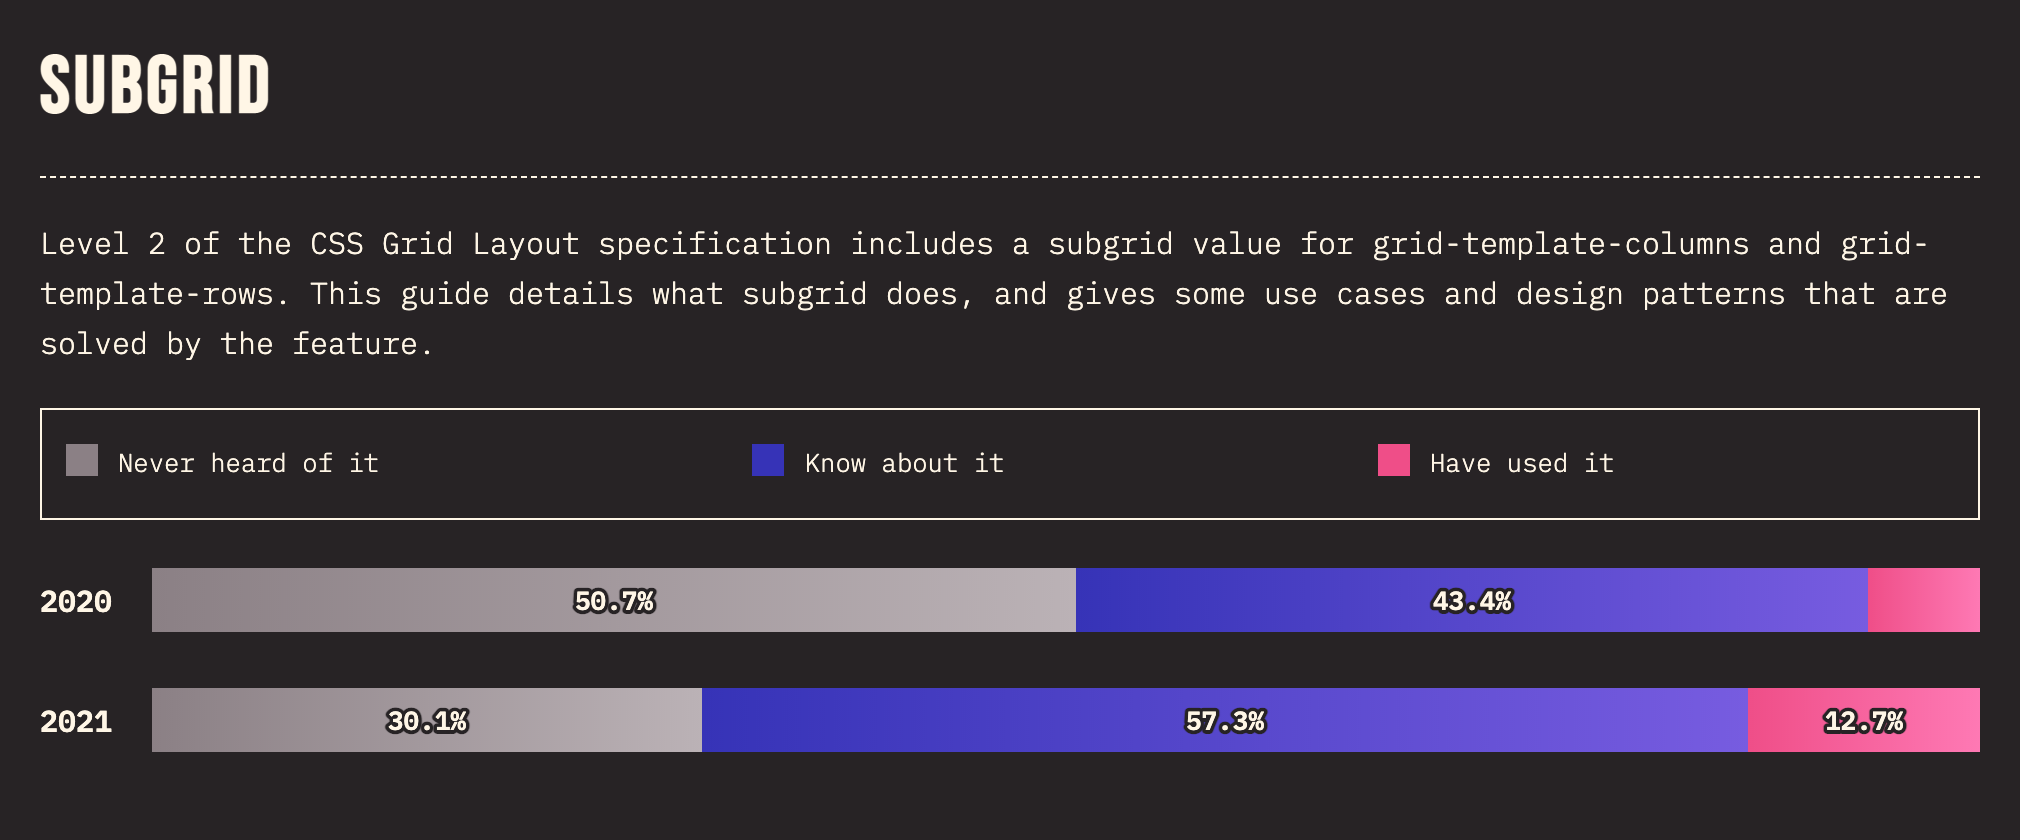 SUBGRID
Level 2 of the CSS Grid Layout specification includes a subgrid value for grid-template-columns and grid-
template-rows. This guide details what subgrid does, and gives some use cases and design patterns that are
solved by the feature.
Never heard of it Know about it Have used it
2020 50.7% 43.4%
2021 30.1% 57.3% 12.7%